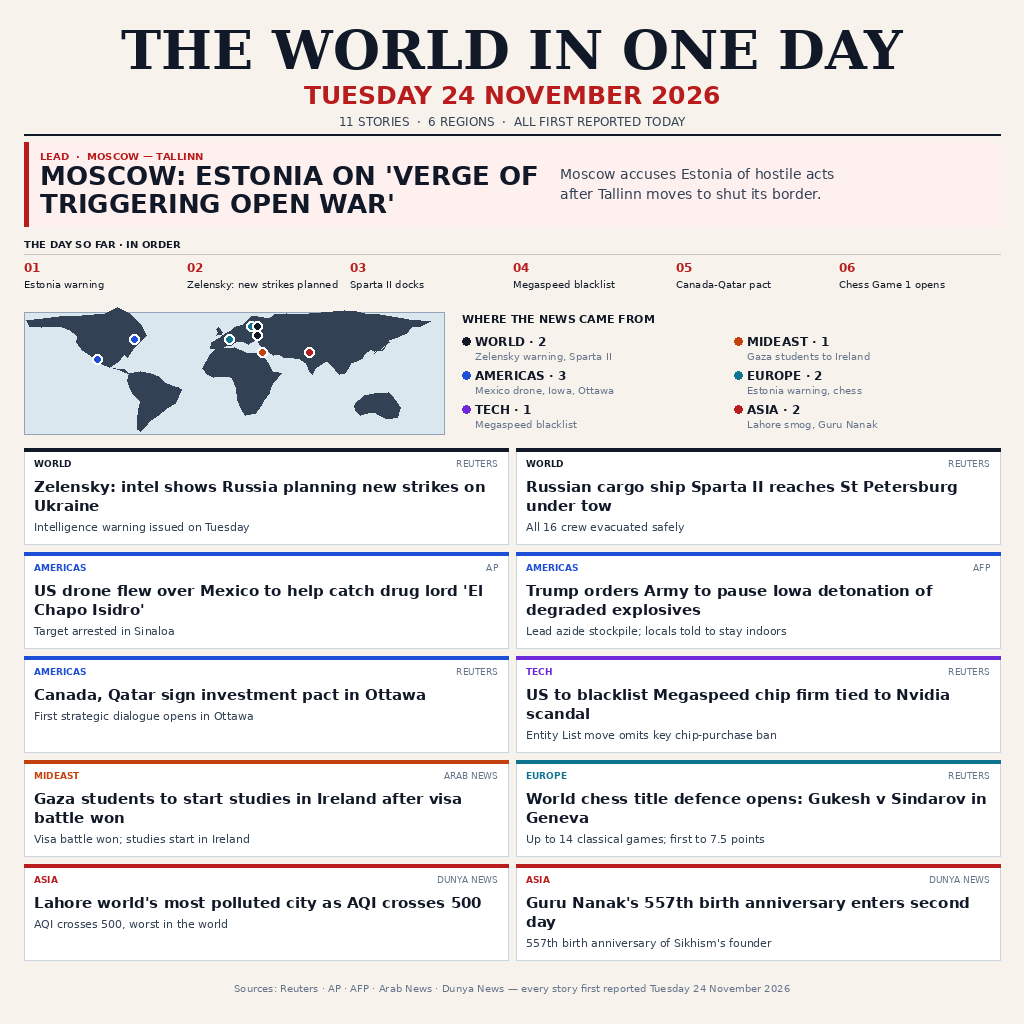 THE WORLD IN ONE DAY
TUESDAY 24 NOVEMBER 2026
11 STORIES · 6 REGIONS · ALL FIRST REPORTED TODAY
LEAD · MOSCOW — TALLINN
MOSCOW: ESTONIA ON 'VERGE OF
TRIGGERING OPEN WAR'
Moscow accuses Estonia of hostile acts
after Tallinn moves to shut its border.
THE DAY SO FAR · IN ORDER
01
Estonia warning
02
Zelensky: new strikes planned
03
Sparta II docks
04
Megaspeed blacklist
05
Canada-Qatar pact
06
Chess Game 1 opens
WHERE THE NEWS CAME FROM
WORLD · 2
Zelensky warning, Sparta II
MIDEAST · 1
Gaza students to Ireland
AMERICAS · 3
Mexico drone, Iowa, Ottawa
EUROPE · 2
Estonia warning, chess
TECH · 1
Megaspeed blacklist
ASIA · 2
Lahore smog, Guru Nanak
WORLD
REUTERS
Zelensky: intel shows Russia planning new strikes on
Ukraine
Intelligence warning issued on Tuesday
WORLD
REUTERS
Russian cargo ship Sparta II reaches St Petersburg
under tow
All 16 crew evacuated safely
AMERICAS
AP
US drone flew over Mexico to help catch drug lord 'El
Chapo Isidro'
Target arrested in Sinaloa
AMERICAS
AFP
Trump orders Army to pause Iowa detonation of
degraded explosives
Lead azide stockpile; locals told to stay indoors
AMERICAS
REUTERS
Canada, Qatar sign investment pact in Ottawa
First strategic dialogue opens in Ottawa
TECH
REUTERS
US to blacklist Megaspeed chip firm tied to Nvidia
scandal
Entity List move omits key chip-purchase ban
MIDEAST
ARAB NEWS
Gaza students to start studies in Ireland after visa
battle won
Visa battle won; studies start in Ireland
EUROPE
REUTERS
World chess title defence opens: Gukesh v Sindarov in
Geneva
Up to 14 classical games; first to 7.5 points
ASIA
DUNYA NEWS
Lahore world's most polluted city as AQI crosses 500
AQI crosses 500, worst in the world
ASIA
DUNYA NEWS
Guru Nanak's 557th birth anniversary enters second
day
557th birth anniversary of Sikhism's founder
Sources: Reuters · AP · AFP · Arab News · Dunya News — every story first reported Tuesday 24 November 2026